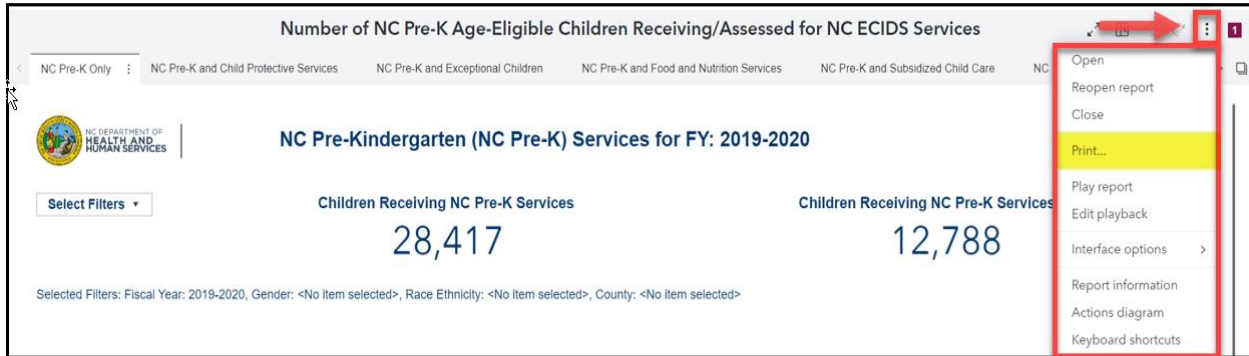 Number of NC Pre-K Age-Eligible Children Receiving/Assessed for NC ECIDS Services
1
NC Pre-K Only
NC Pre-K and Child Protective Services
NC Pre-K and Exceptional Children
NC Pre-K and Food and Nutrition Services
NC Pre-K and Subsidized Child Care
NC
NC DEPARTMENT OF
HEALTH AND
HUMAN SERVICES
NC Pre-Kindergarten (NC Pre-K) Services for FY: 2019-2020
Select Filters
Children Receiving NC Pre-K Services
28,417
Children Receiving NC Pre-K Services
12,788
Selected Filters: Fiscal Year: 2019-2020, Gender: <No item selected>, Race Ethnicity: <No item selected>, County: <No item selected>
Open
Reopen report
Close
Print...
Play report
Edit playback
Interface options
Report information
Actions diagram
Keyboard shortcuts